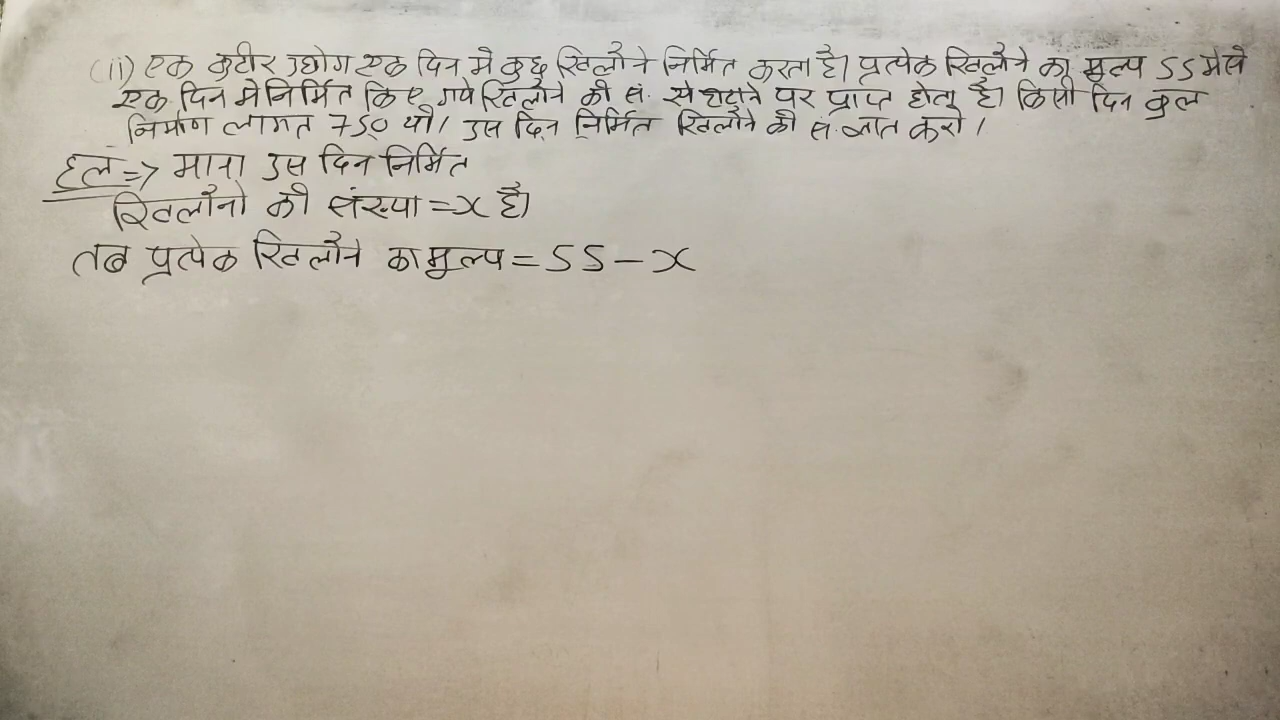 (ii) एक कुटीर उद्योग एक दिन मे कुछ खिलौने निर्मित करता है। प्रत्येक खिलौने का मुल्य 55 मेसे
एक दिन मे निर्मित किए गये खिलौने की सं. से घटाने पर प्राप्त होता है। किसी दिन कुल
निर्माण लागत 750 थी। उस दिन निर्मित खिलौने की सं. ज्ञात करो।
हल => माना उस दिन निर्मित
खिलौनो की संख्या = x है।
तब प्रत्येक खिलौने का मुल्य = 55 - x